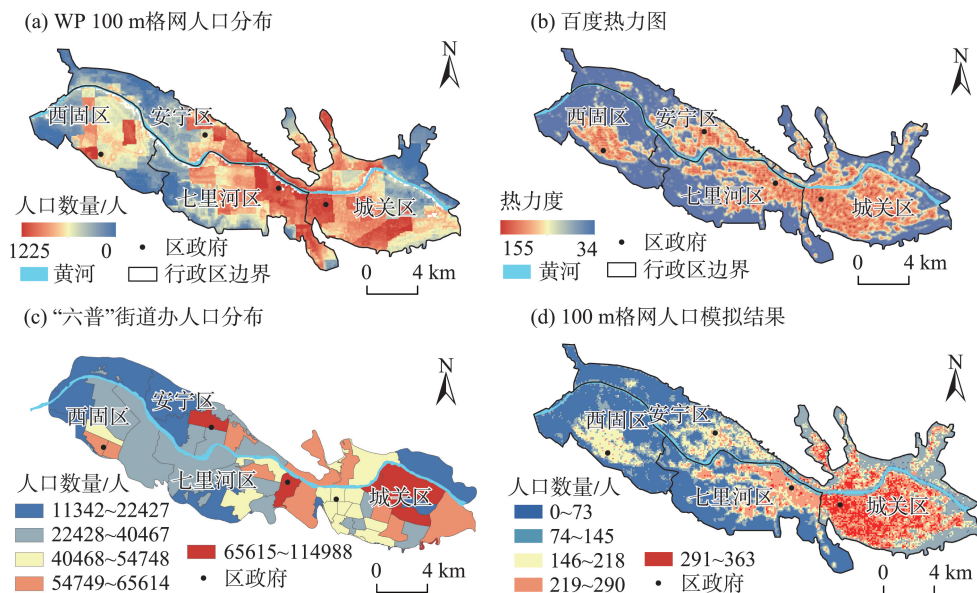 (a) WP 100 m格网人口分布
N
西固区
安宁区
七里河区
城关区
人口数量/人
1225 0
区政府
黄河
行政区边界
0 4 km
(b) 百度热力图
N
西固区
安宁区
七里河区
城关区
热力度
155 34
区政府
黄河
行政区边界
0 4 km
(c) “六普”街道办人口分布
N
西固区
安宁区
七里河区
城关区
人口数量/人
11342~22427
22428~40467
40468~54748
54749~65614
65615~114988
区政府
0 4 km
(d) 100 m格网人口模拟结果
N
西固区
安宁区
七里河区
城关区
人口数量/人
0~73
74~145
146~218
219~290
291~363
区政府
0 4 km